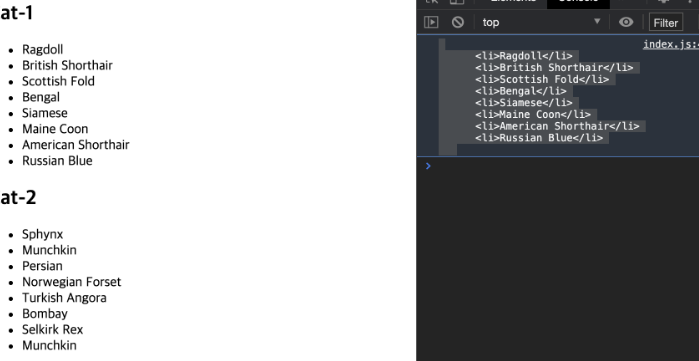 at-1
Ragdoll
British Shorthair
Scottish Fold
Bengal
Siamese
Maine Coon
American Shorthair
Russian Blue
at-2
Sphynx
Munchkin
Persian
Norwegian Forset
Turkish Angora
Bombay
Selkirk Rex
Munchkin
Elements Console
top
Filter
index.js:
<li>Ragdoll</li>
<li>British Shorthair</li>
<li>Scottish Fold</li>
<li>Bengal</li>
<li>Siamese</li>
<li>Maine Coon</li>
<li>American Shorthair</li>
<li>Russian Blue</li>